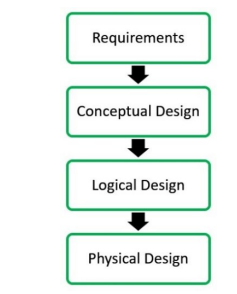 Requirements
Conceptual Design
Logical Design
Physical Design